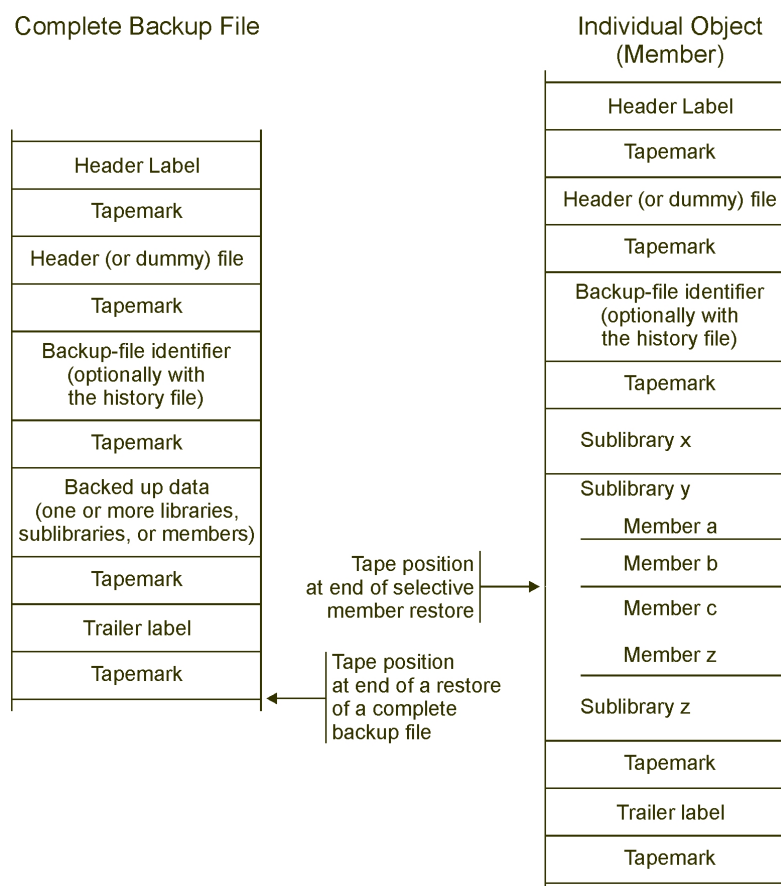 Complete Backup File
Header Label
Tapemark
Header (or dummy) file
Tapemark
Backup-file identifier
(optionally with
the history file)
Tapemark
Backed up data
(one or more libraries,
sublibraries, or members)
Tapemark
Trailer label
Tapemark
Tape position
at end of selective
member restore
Tape position
at end of a restore
of a complete
backup file
Individual Object
(Member)
Header Label
Tapemark
Header (or dummy) file
Tapemark
Backup-file identifier
(optionally with
the history file)
Tapemark
Sublibrary x
Sublibrary y
Member a
Member b
Member c
Member z
Sublibrary z
Tapemark
Trailer label
Tapemark